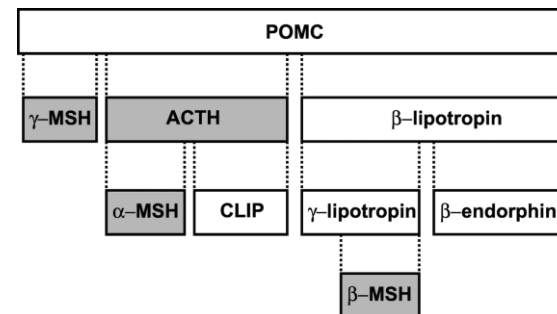 POMC
γ–MSH
ACTH
β–lipotropin
α–MSH
CLIP
γ–lipotropin
β–endorphin
β–MSH